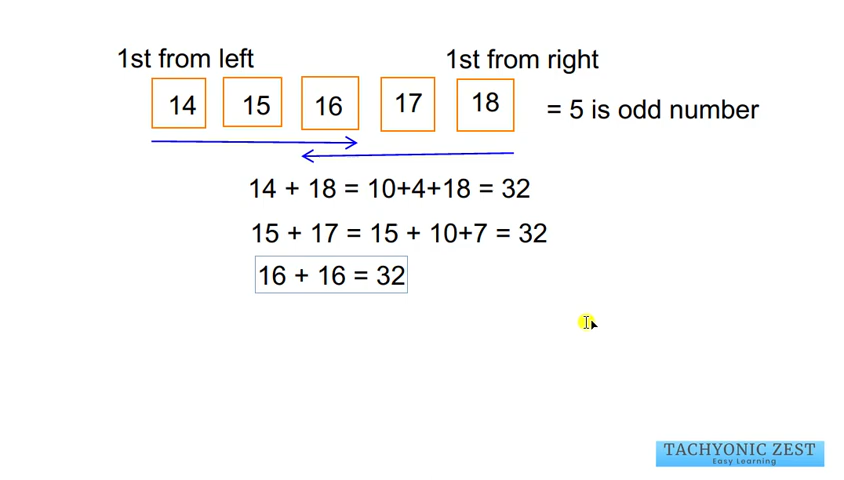 1st from left 1st from right
14 15 16 17 18 = 5 is odd number
14 + 18 = 10+4+18 = 32
15 + 17 = 15 + 10+7 = 32
16 + 16 = 32
TACHYONIC ZEST
Easy Learning